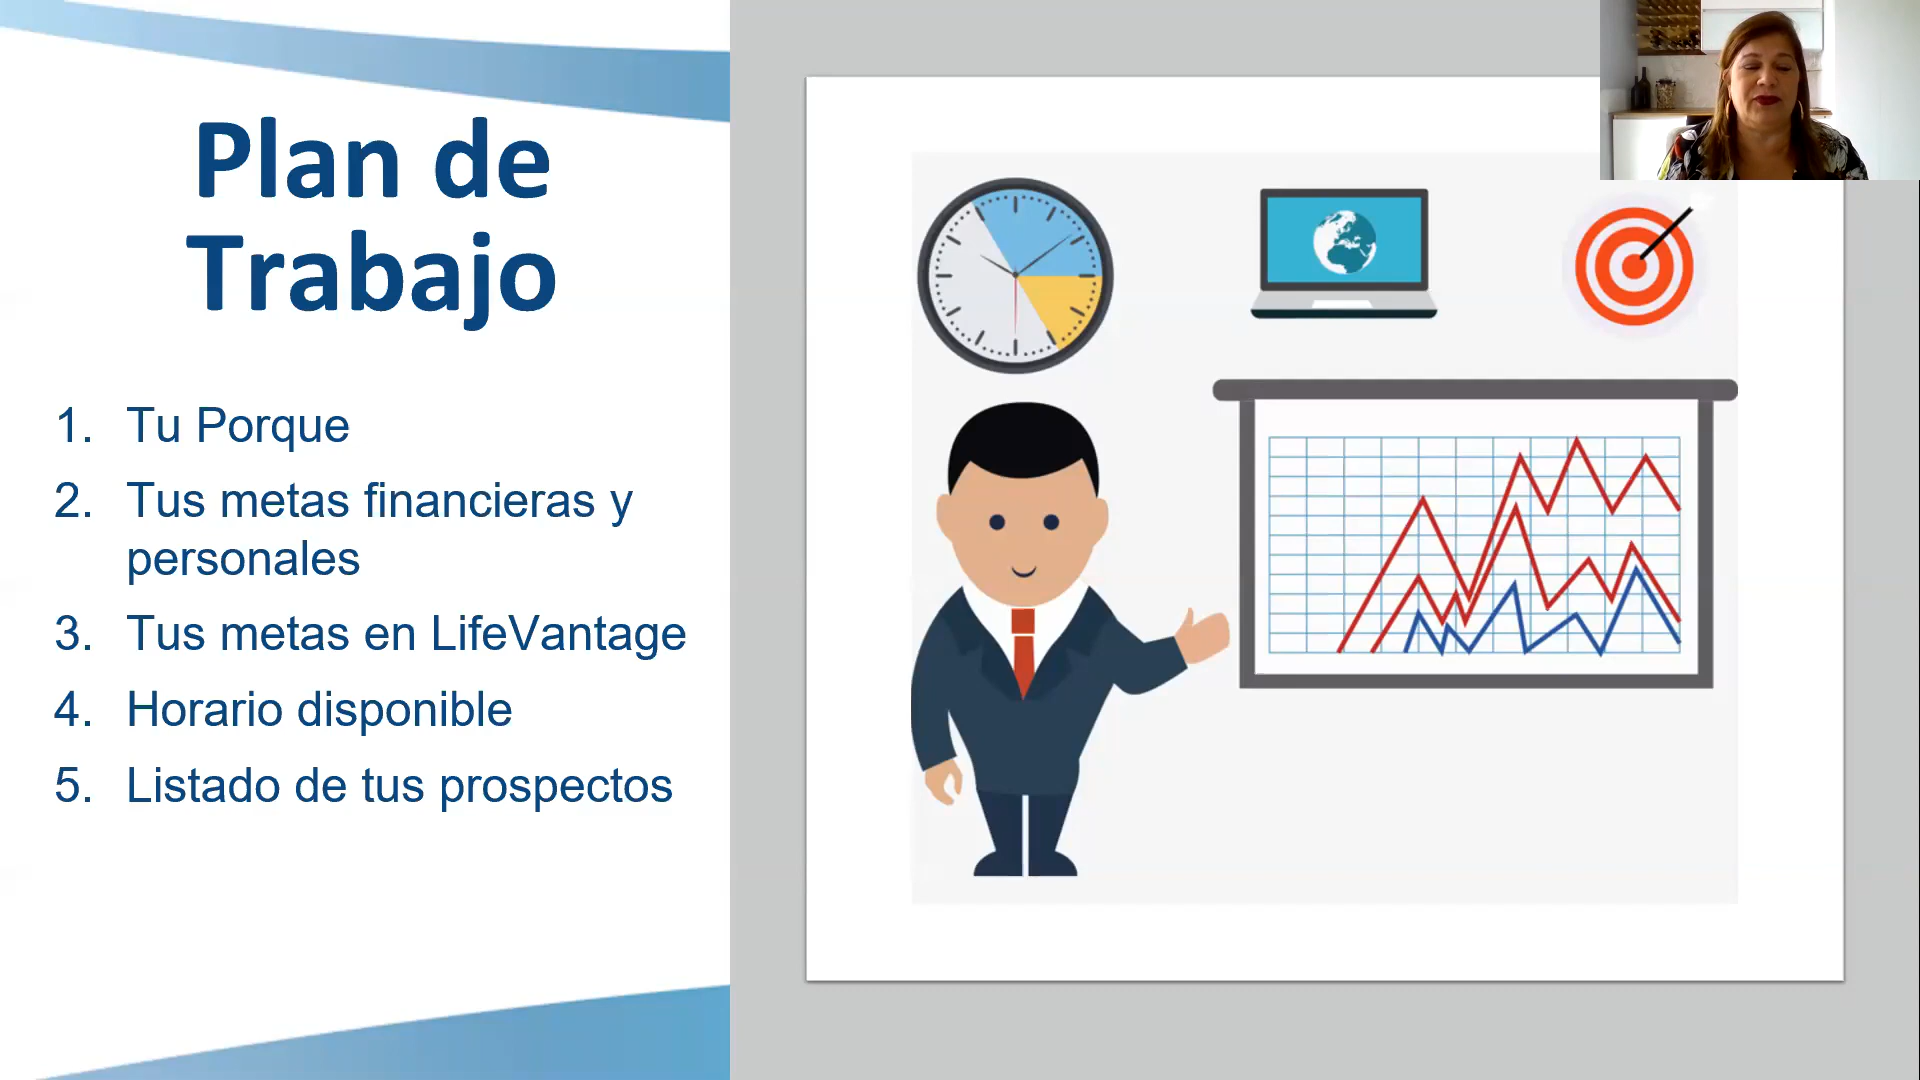 Plan de
Trabajo
1. Tu Porque
2. Tus metas financieras y
personales
3. Tus metas en LifeVantage
4. Horario disponible
5. Listado de tus prospectos